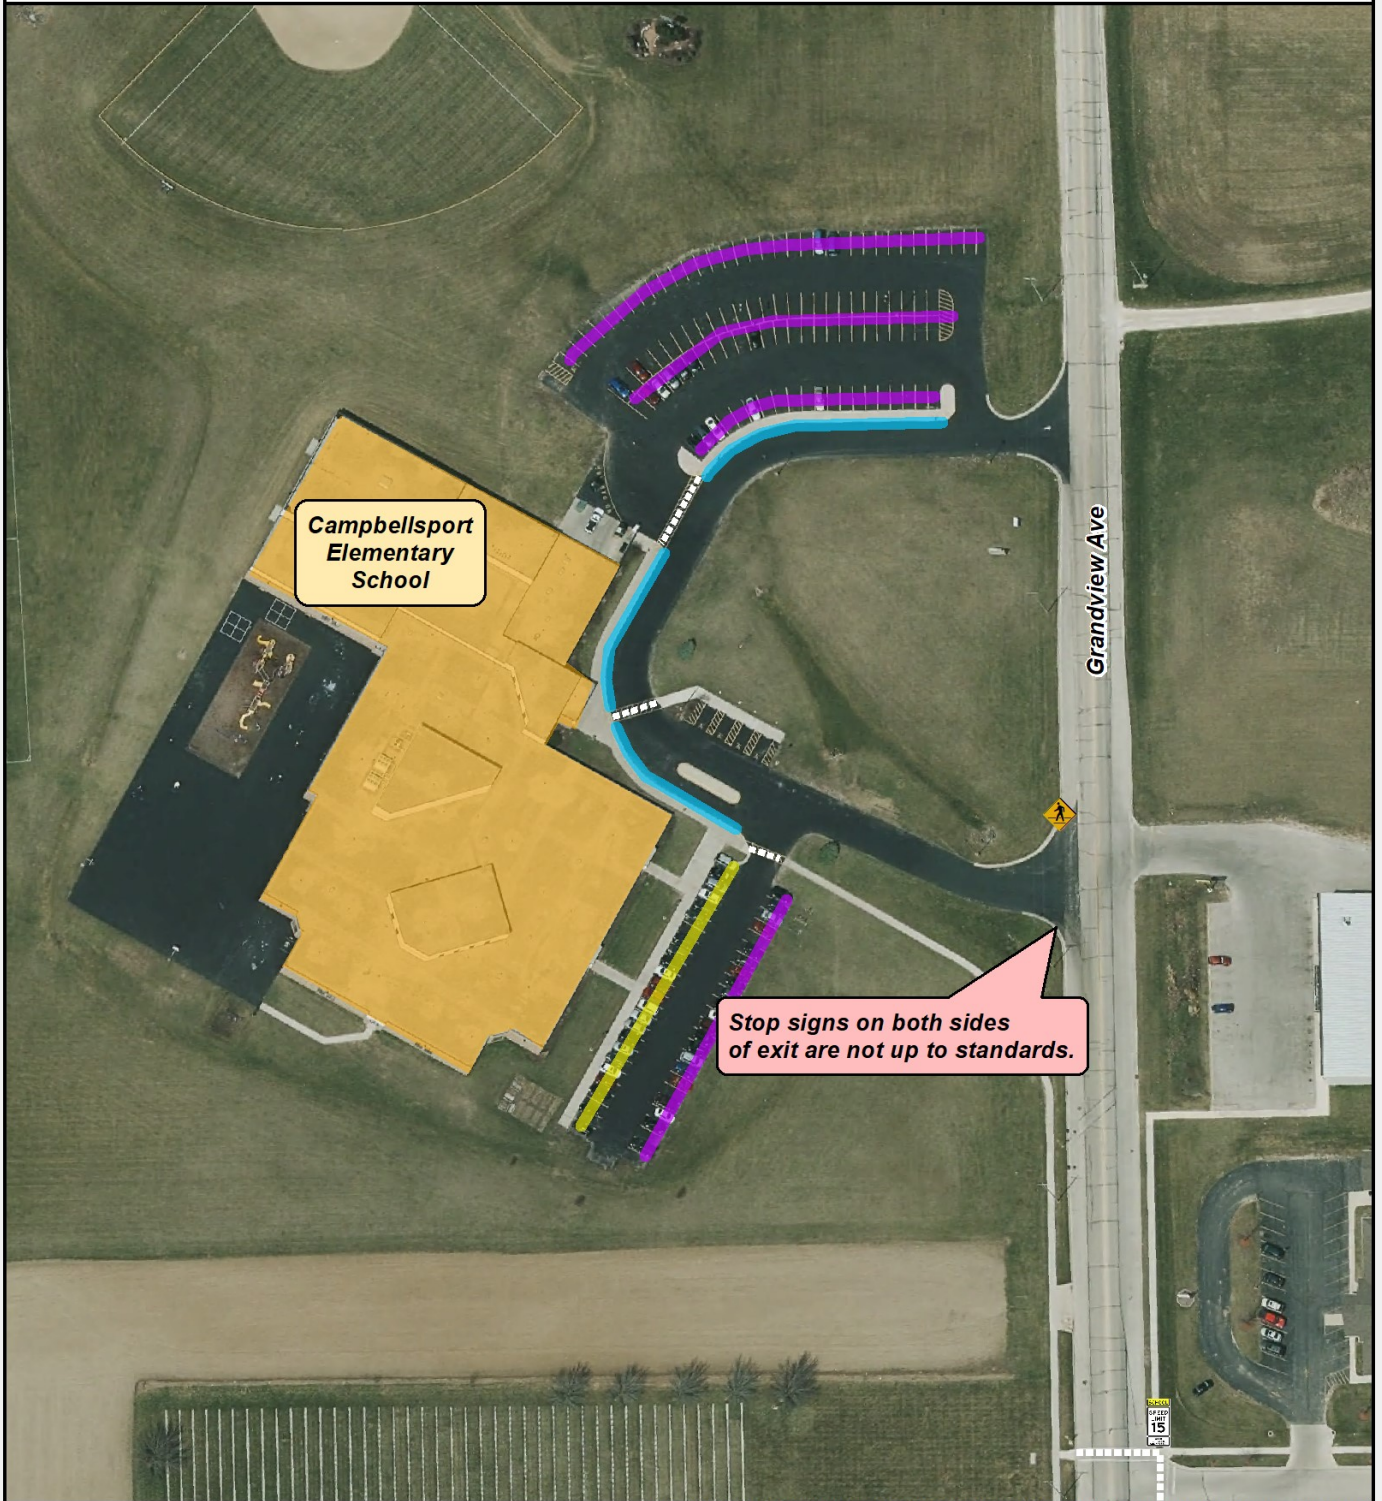 Campbellsport
Elementary
School
Grandview Ave
Stop signs on both sides
of exit are not up to standards.
SCHOOL
SPEED
LIMIT
15